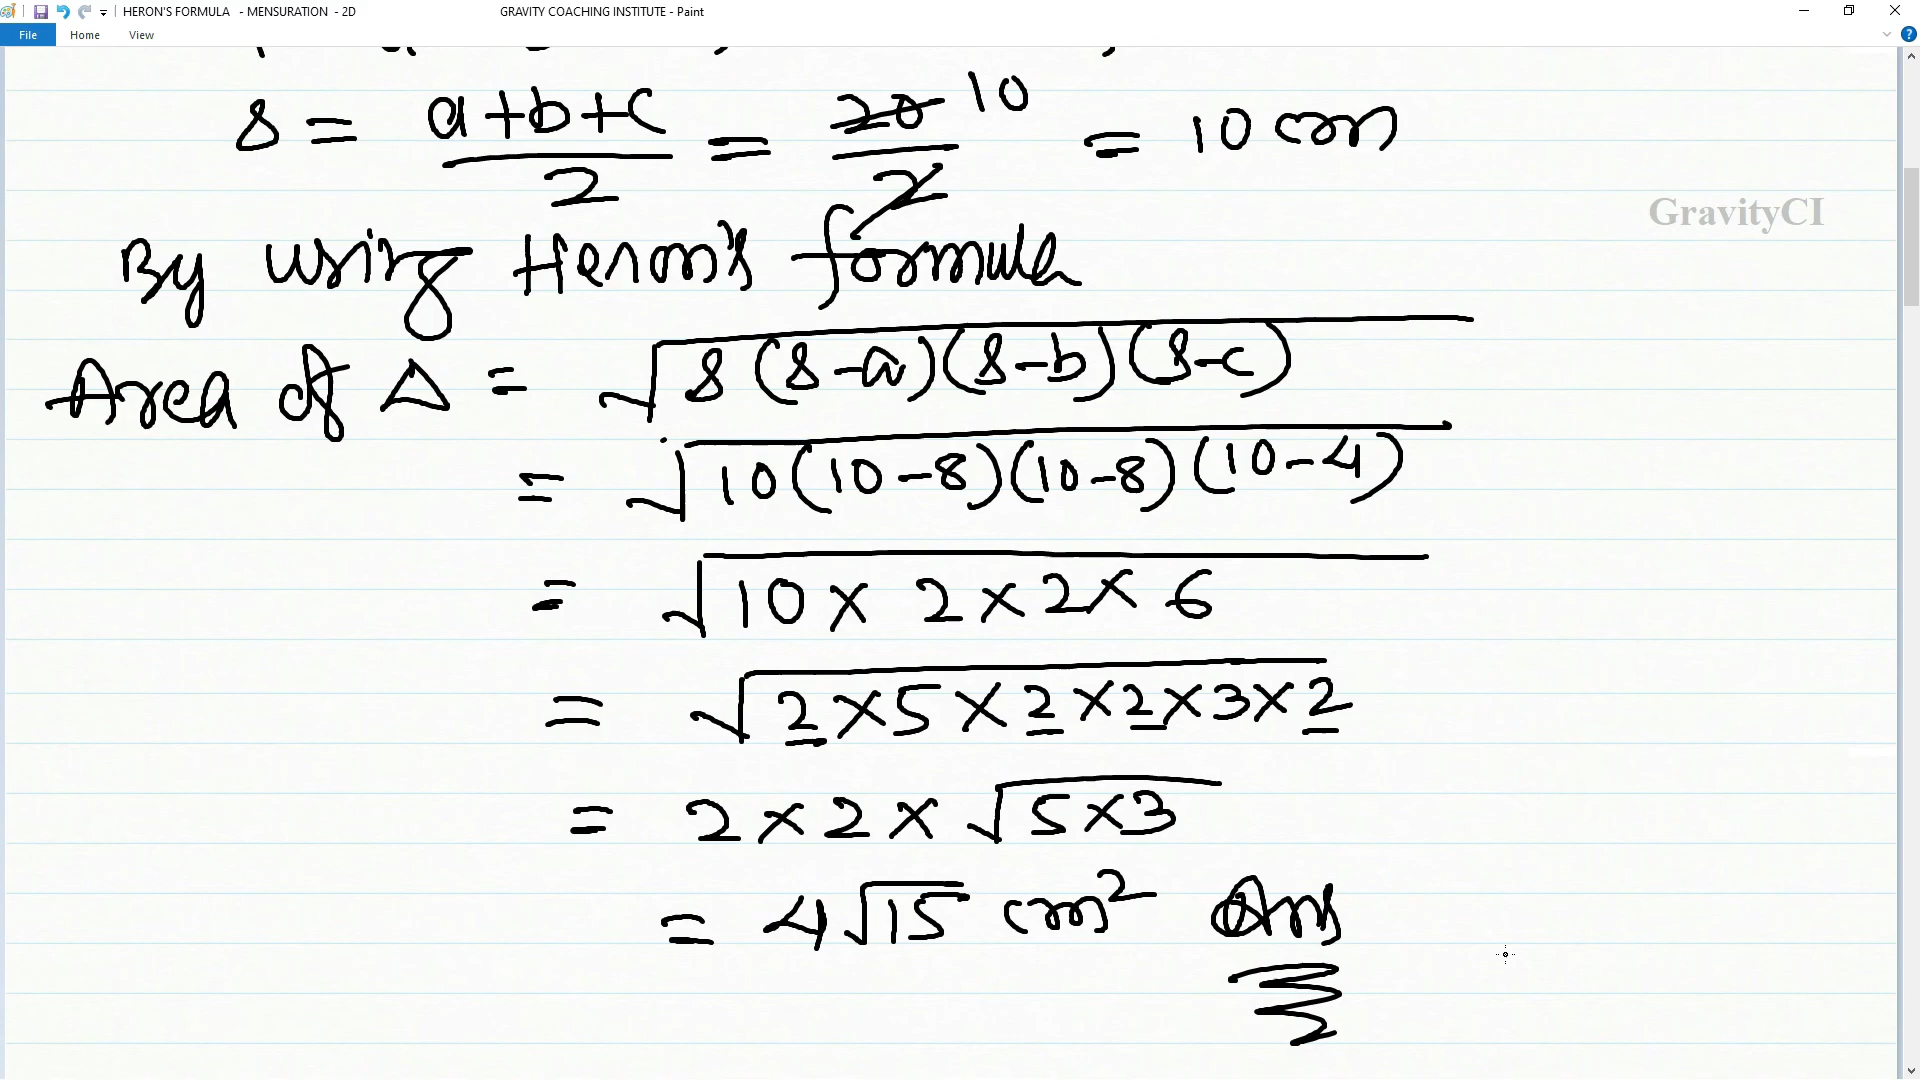 HERON'S FORMULA - MENSURATION - 2D GRAVITY COACHING INSTITUTE - Paint
File Home View
s = a+b+c/2 = 20/2 10 = 10 cm
GravityCI
By using Heron's formula
Area of Δ = √s(s-a)(s-b)(s-c)
= √10(10-8)(10-8)(10-4)
= √10 × 2 × 2 × 6
= √2 × 5 × 2 × 2 × 3 × 2
= 2 × 2 × √5 × 3
= 4√15 cm² Ans